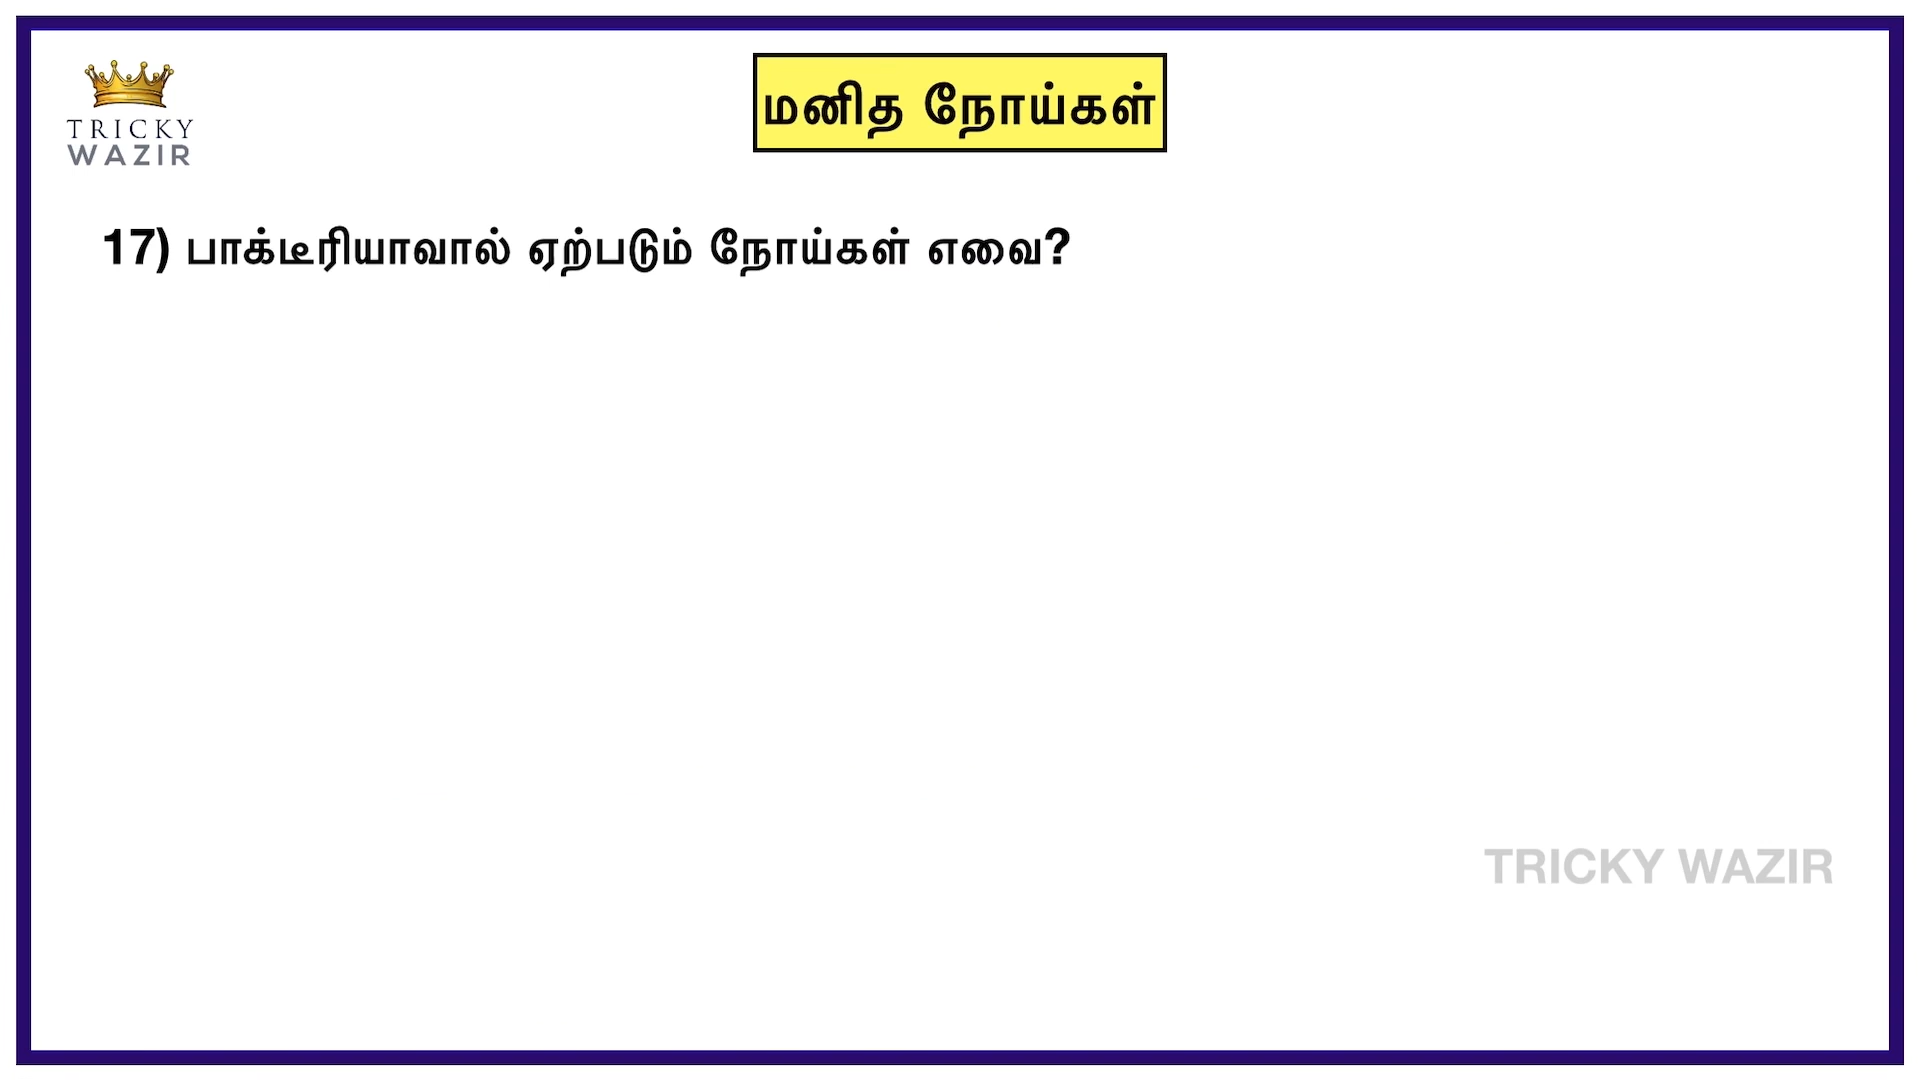 TRICKY
WAZIR
மனித நோய்கள்
17) பாக்டீரியாவால் ஏற்படும் நோய்கள் எவை?
TRICKY WAZIR